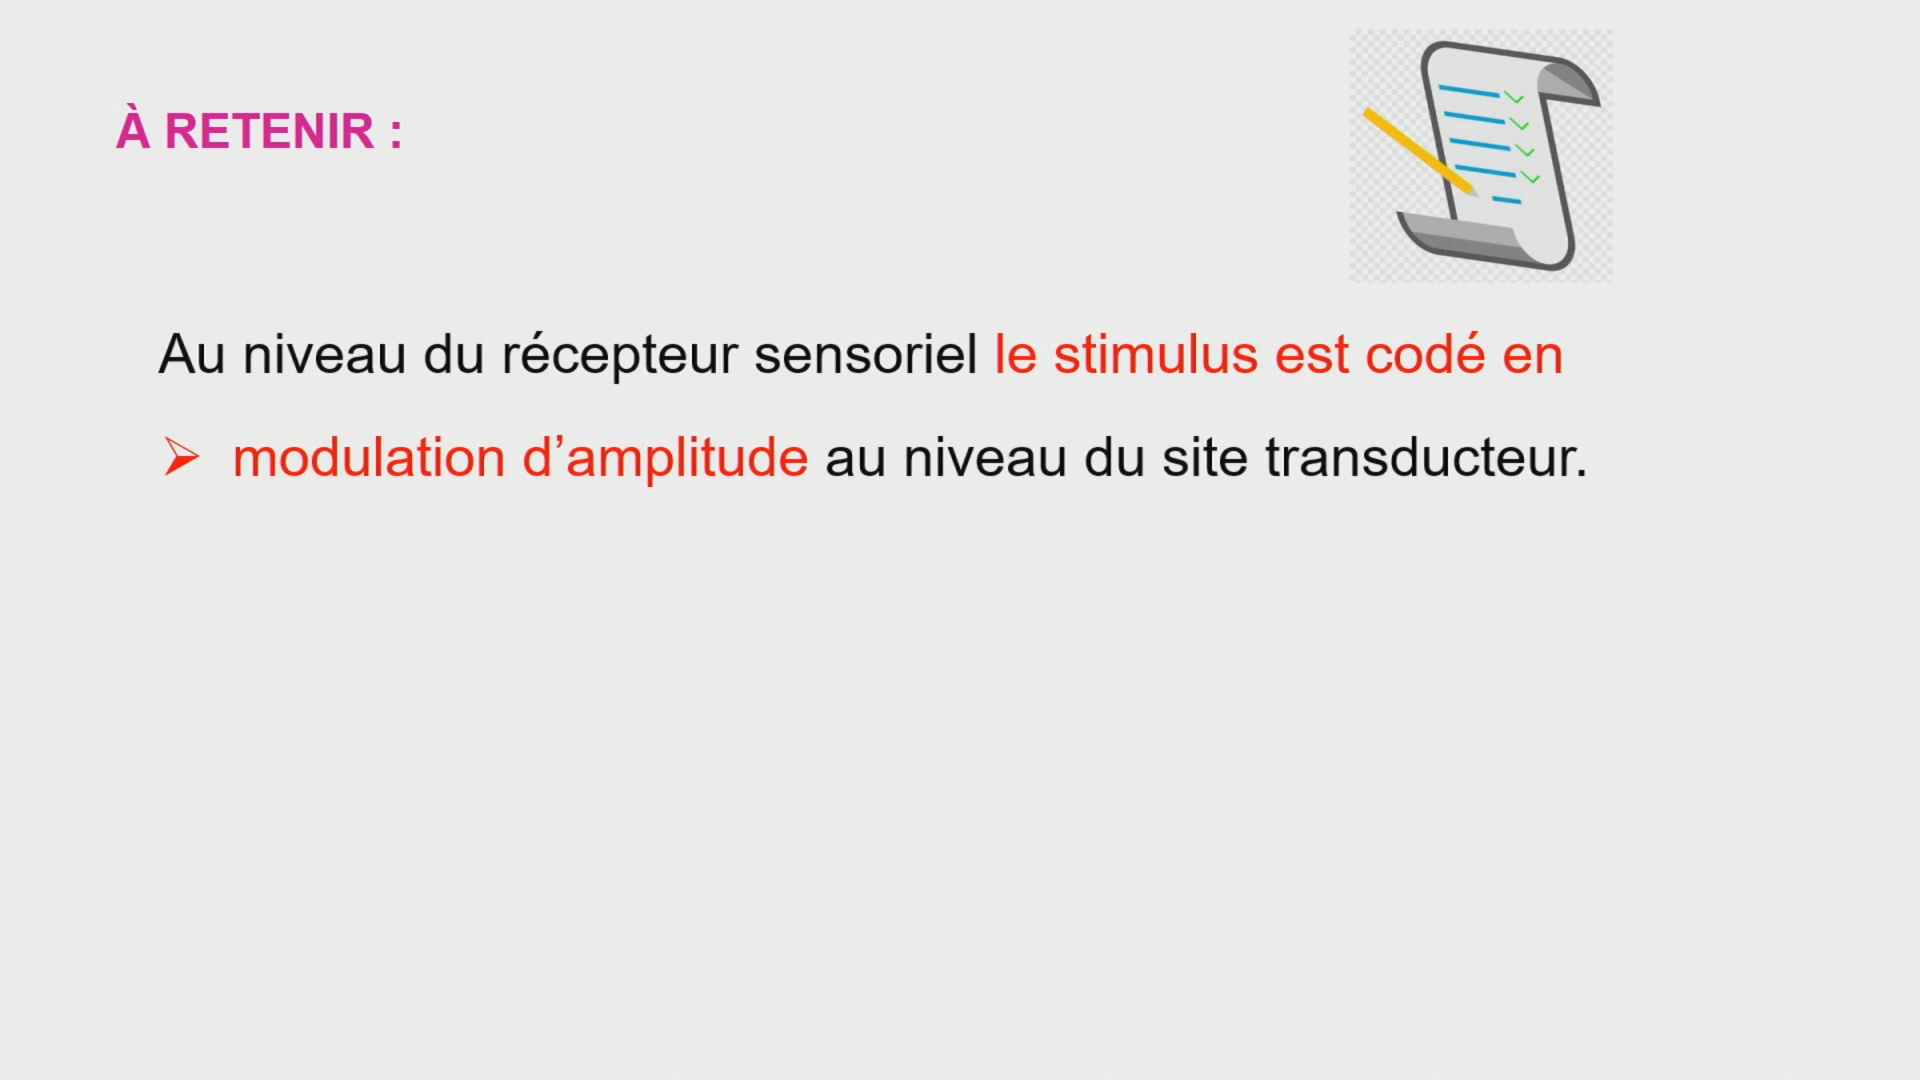 À RETENIR :
Au niveau du récepteur sensoriel le stimulus est codé en
➢ modulation d’amplitude au niveau du site transducteur.